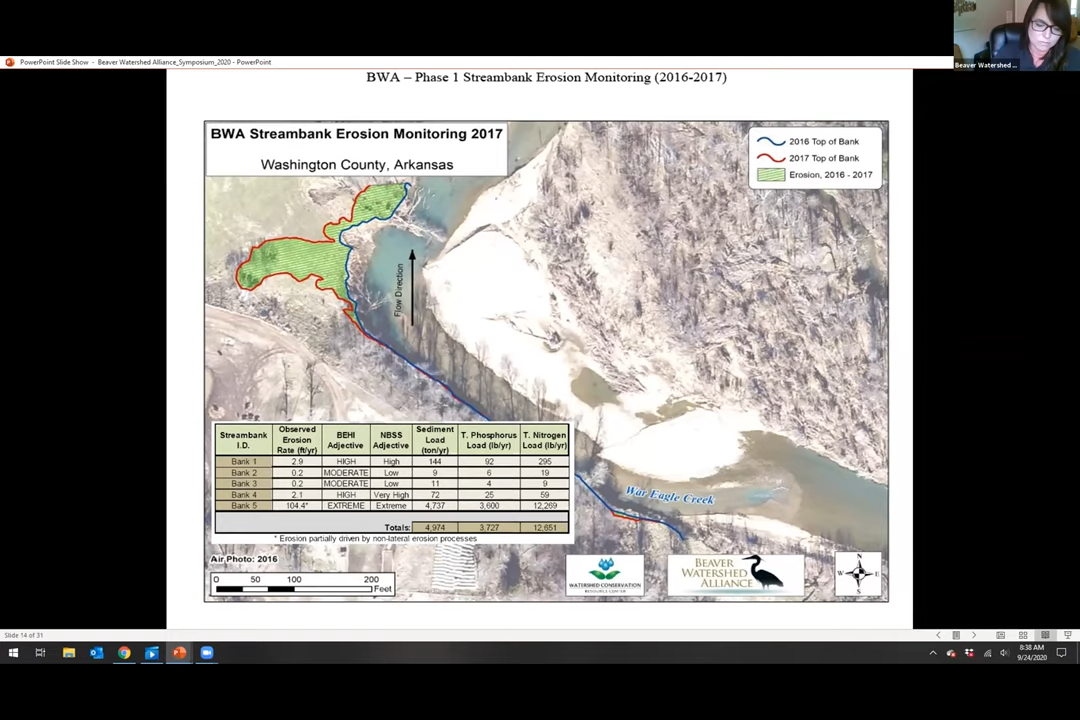 PowerPoint Slide Show - Beaver Watershed Alliance_Symposium_2020 - PowerPoint
Beaver Watershed ...
BWA – Phase 1 Streambank Erosion Monitoring (2016-2017)
BWA Streambank Erosion Monitoring 2017
Washington County, Arkansas
2016 Top of Bank
2017 Top of Bank
Erosion, 2016 - 2017
Flow Direction
Streambank I.D. Observed Erosion Rate (ft/yr) BEHI Adjective NBSS Adjective Sediment Load (ton/yr) T. Phosphorus Load (lb/yr) T. Nitrogen Load (lb/yr)
Bank 1 2.9 HIGH High 144 92 295
Bank 2 0.2 MODERATE Low 9 6 19
Bank 3 0.2 MODERATE Low 11 4 9
Bank 4 2.1 HIGH Very High 72 25 59
Bank 5 104.4* EXTREME Extreme 4,737 3,600 12,269
Totals: 4,974 3,727 12,651
* Erosion partially driven by non-lateral erosion processes
War Eagle Creek
Air Photo: 2016
0 50 100 200
Feet
WATERSHED CONSERVATION
RESOURCE CENTER
BEAVER
WATERSHED
ALLIANCE
N
W E
S
Slide 14 of 31
8:38 AM
9/24/2020